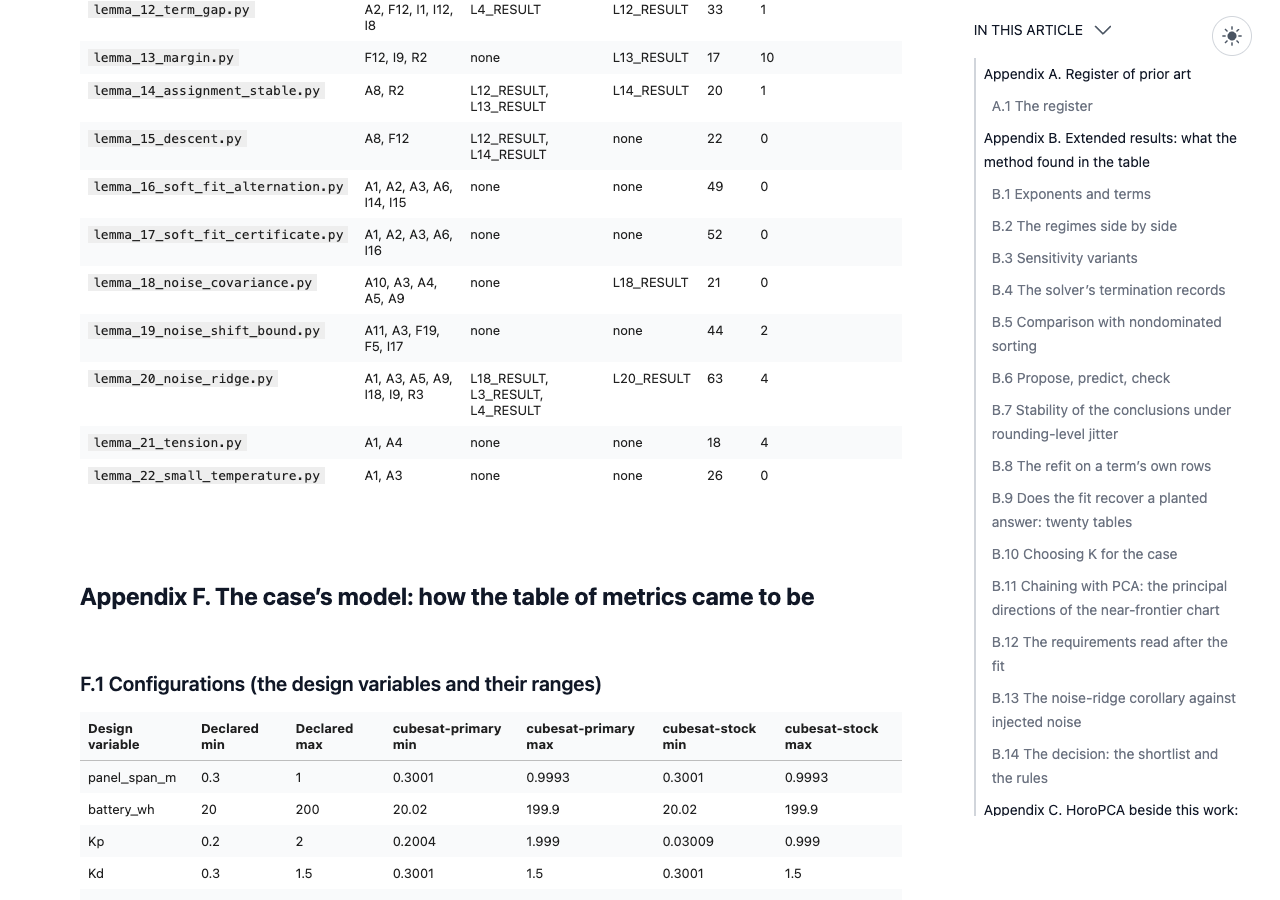 lemma_12_term_gap.py A2, F12, I1, I12, L4_RESULT L12_RESULT 33 1
I8
lemma_13_margin.py F12, I9, R2 none L13_RESULT 17 10
lemma_14_assignment_stable.py A8, R2 L12_RESULT, L14_RESULT 20 1
L13_RESULT
lemma_15_descent.py A8, F12 L12_RESULT, none 22 0
L14_RESULT
lemma_16_soft_fit_alternation.py A1, A2, A3, A6, none none 49 0
I14, I15
lemma_17_soft_fit_certificate.py A1, A2, A3, A6, none none 52 0
I16
lemma_18_noise_covariance.py A10, A3, A4, none L18_RESULT 21 0
A5, A9
lemma_19_noise_shift_bound.py A11, A3, F19, none none 44 2
F5, I17
lemma_20_noise_ridge.py A1, A3, A5, A9, L18_RESULT, L20_RESULT 63 4
I18, I9, R3 L3_RESULT,
L4_RESULT
lemma_21_tension.py A1, A4 none none 18 4
lemma_22_small_temperature.py A1, A3 none none 26 0
Appendix F. The case’s model: how the table of metrics came to be
F.1 Configurations (the design variables and their ranges)
Design Declared Declared cubesat-primary cubesat-primary cubesat-stock cubesat-stock
variable min max min max min max
panel_span_m 0.3 1 0.3001 0.9993 0.3001 0.9993
battery_wh 20 200 20.02 199.9 20.02 199.9
Kp 0.2 2 0.2004 1.999 0.03009 0.999
Kd 0.3 1.5 0.3001 1.5 0.3001 1.5
IN THIS ARTICLE
Appendix A. Register of prior art
A.1 The register
Appendix B. Extended results: what the
method found in the table
B.1 Exponents and terms
B.2 The regimes side by side
B.3 Sensitivity variants
B.4 The solver’s termination records
B.5 Comparison with nondominated
sorting
B.6 Propose, predict, check
B.7 Stability of the conclusions under
rounding-level jitter
B.8 The refit on a term’s own rows
B.9 Does the fit recover a planted
answer: twenty tables
B.10 Choosing K for the case
B.11 Chaining with PCA: the principal
directions of the near-frontier chart
B.12 The requirements read after the
fit
B.13 The noise-ridge corollary against
injected noise
B.14 The decision: the shortlist and
the rules
Appendix C. HoroPCA beside this work: